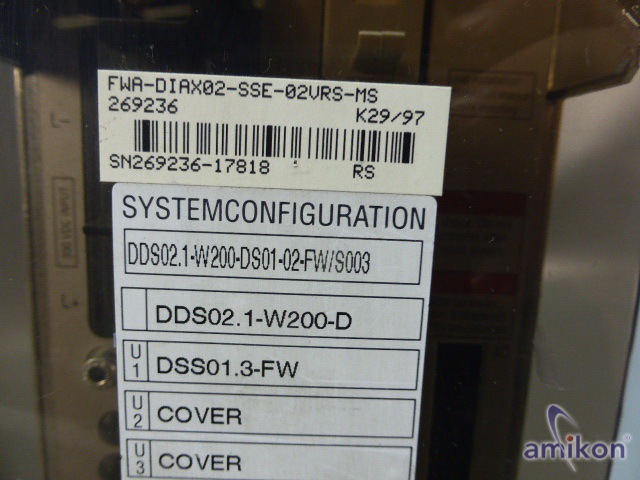 FWA-DIAX02-SSE-02VRS-MS
269236 K29/97
SN269236-17818 RS
SYSTEMCONFIGURATION
DDS02.1-W200-DS01-02-FW/S003
DDS02.1-W200-D
U1 DSS01.3-FW
U2 COVER
U3 COVER
amikon